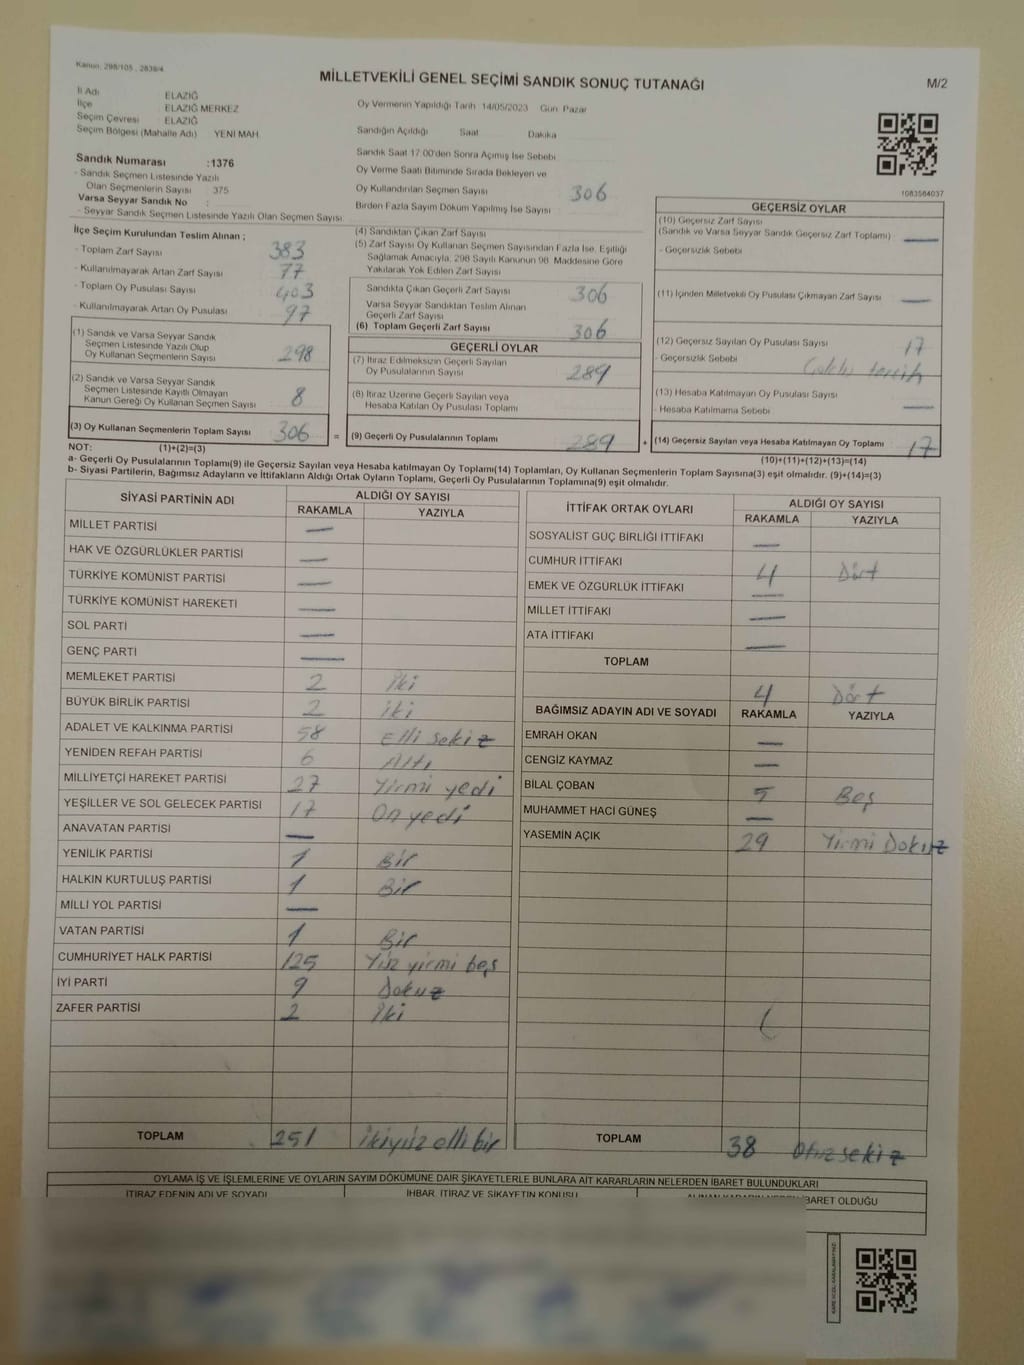 Kanun: 298/105, 2839/4
MİLLETVEKİLİ GENEL SEÇİMİ SANDIK SONUÇ TUTANAĞI
M/2
İl Adı ELAZIĞ
İlçe ELAZIĞ MERKEZ
Seçim Çevresi ELAZIĞ
Seçim Bölgesi (Mahalle Adı) YENİ MAH.
Oy Vermenin Yapıldığı Tarih 14/05/2023 Gün Pazar
Sandığın Açıldığı Saat Dakika
Sandık Saat 17.00'den Sonra Açılmış İse Sebebi
Oy Verme Saati Bitiminde Sırada Bekleyen ve
Oy Kullandırılan Seçmen Sayısı 306
Birden Fazla Sayım Döküm Yapılmış İse Sayısı
Sandık Numarası :1376
- Sandık Seçmen Listesinde Yazılı
Olan Seçmenlerin Sayısı 375
Varsa Seyyar Sandık No :
- Seyyar Sandık Seçmen Listesinde Yazılı Olan Seçmen Sayısı
1083564037
İlçe Seçim Kurulundan Teslim Alınan ;
- Toplam Zarf Sayısı 383
- Kullanılmayarak Artan Zarf Sayısı 77
- Toplam Oy Pusulası Sayısı 403
- Kullanılmayarak Artan Oy Pusulası 97
(1) Sandık ve Varsa Seyyar Sandık
Seçmen Listesinde Yazılı Olup
Oy Kullanan Seçmenlerin Sayısı 298
(2) Sandık ve Varsa Seyyar Sandık
Seçmen Listesinde Kayıtlı Olmayan
Kanun Gereği Oy Kullanan Seçmen Sayısı 8
(3) Oy Kullanan Seçmenlerin Toplam Sayısı 306 =
(4) Sandıktan Çıkan Zarf Sayısı
(5) Zarf Sayısı Oy Kullanan Seçmen Sayısından Fazla İse, Eşitliği
Sağlamak Amacıyla, 298 Sayılı Kanunun 98. Maddesine Göre
Yakılarak Yok Edilen Zarf Sayısı
Sandıkta Çıkan Geçerli Zarf Sayısı 306
Varsa Seyyar Sandıktan Teslim Alınan
Geçerli Zarf Sayısı
(6) Toplam Geçerli Zarf Sayısı 306
GEÇERLİ OYLAR
(7) İtiraz Edilmeksizin Geçerli Sayılan
Oy Pusulalarının Sayısı 289
(8) İtiraz Üzerine Geçerli Sayılan veya
Hesaba Katılan Oy Pusulası Toplamı
(9) Geçerli Oy Pusulalarının Toplamı 289 +
GEÇERSİZ OYLAR
(10) Geçersiz Zarf Sayısı
(Sandık ve Varsa Seyyar Sandık Geçersiz Zarf Toplamı) —
- Geçersizlik Sebebi
(11) İçinden Milletvekili Oy Pusulası Çıkmayan Zarf Sayısı —
(12) Geçersiz Sayılan Oy Pusulası Sayısı 17
- Geçersizlik Sebebi tercih
(13) Hesaba Katılmayan Oy Pusulası Sayısı —
- Hesaba Katılmama Sebebi
(14) Geçersiz Sayılan veya Hesaba Katılmayan Oy Toplamı 17
NOT: (1)+(2)=(3)
(10)+(11)+(12)+(13)=(14)
a- Geçerli Oy Pusulalarının Toplamı(9) ile Geçersiz Sayılan veya Hesaba katılmayan Oy Toplamı(14) Toplamları, Oy Kullanan Seçmenlerin Toplam Sayısına(3) eşit olmalıdır. (9)+(14)=(3)
b- Siyasi Partilerin, Bağımsız Adayların ve İttifakların Aldığı Ortak Oyların Toplamı, Geçerli Oy Pusulalarının Toplamına(9) eşit olmalıdır.
SİYASİ PARTİNİN ADI ALDIĞI OY SAYISI
RAKAMLA YAZIYLA
MİLLET PARTİSİ —
HAK VE ÖZGÜRLÜKLER PARTİSİ —
TÜRKİYE KOMÜNİST PARTİSİ —
TÜRKİYE KOMÜNİST HAREKETİ —
SOL PARTİ —
GENÇ PARTİ —
MEMLEKET PARTİSİ 2 iki
BÜYÜK BİRLİK PARTİSİ 2 iki
ADALET VE KALKINMA PARTİSİ 58 Elli sekiz
YENİDEN REFAH PARTİSİ 6 Altı
MİLLİYETÇİ HAREKET PARTİSİ 27 Yirmi yedi
YEŞİLLER VE SOL GELECEK PARTİSİ 17 On yedi
ANAVATAN PARTİSİ —
YENİLİK PARTİSİ 1 Bir
HALKIN KURTULUŞ PARTİSİ 1 Bir
MİLLİ YOL PARTİSİ —
VATAN PARTİSİ 1 Bir
CUMHURİYET HALK PARTİSİ 125 Yüz yirmi beş
İYİ PARTİ 9 Dokuz
ZAFER PARTİSİ 2 İki
TOPLAM 251 ikiyüz elli bir
İTTİFAK ORTAK OYLARI ALDIĞI OY SAYISI
RAKAMLA YAZIYLA
SOSYALİST GÜÇ BİRLİĞİ İTTİFAKI —
CUMHUR İTTİFAKI 4 Dört
EMEK VE ÖZGÜRLÜK İTTİFAKI —
MİLLET İTTİFAKI —
ATA İTTİFAKI —
TOPLAM
4 Dört
BAĞIMSIZ ADAYIN ADI VE SOYADI RAKAMLA YAZIYLA
EMRAH OKAN —
CENGİZ KAYMAZ —
BİLAL ÇOBAN 5 Beş
MUHAMMET HACİ GÜNEŞ —
YASEMİN AÇIK 29 Yirmi Dokuz
TOPLAM 38 Otuz sekiz
OYLAMA İŞ VE İŞLEMLERİNE VE OYLARIN SAYIM DÖKÜMÜNE DAİR ŞİKAYETLERLE BUNLARA AİT KARARLARIN NELERDEN İBARET BULUNDUKLARI
İTİRAZ EDENİN ADI VE SOYADI İHBAR, İTİRAZ VE ŞİKAYETİN KONUSU ALINAN KARARIN NEDEN İBARET OLDUĞU